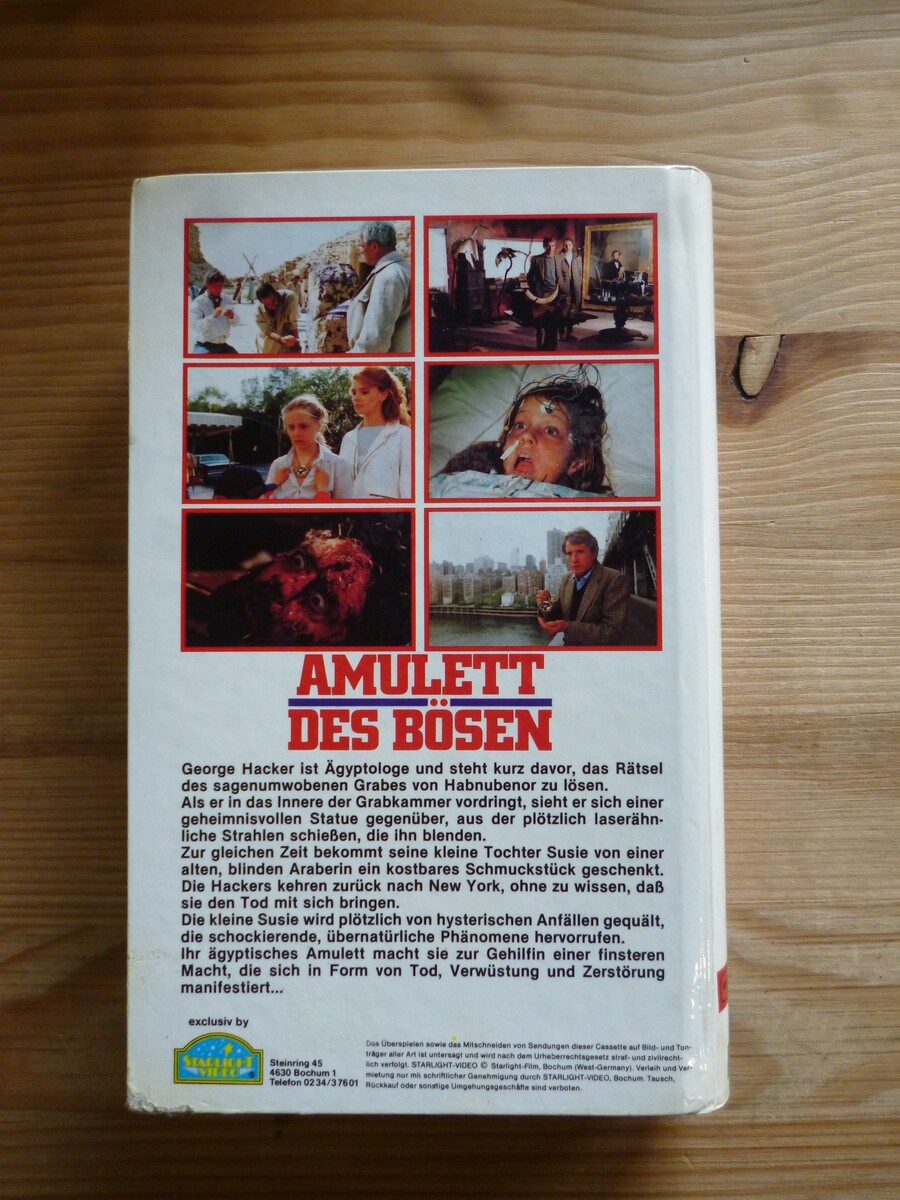 AMULETT
DES BÖSEN
George Hacker ist Ägyptologe und steht kurz davor, das Rätsel
des sagenumwobenen Grabes von Habnubenor zu lösen.
Als er in das Innere der Grabkammer vordringt, sieht er sich einer
geheimnisvollen Statue gegenüber, aus der plötzlich laserähn-
liche Strahlen schießen, die ihn blenden.
Zur gleichen Zeit bekommt seine kleine Tochter Susie von einer
alten, blinden Araberin ein kostbares Schmuckstück geschenkt.
Die Hackers kehren zurück nach New York, ohne zu wissen, daß
sie den Tod mit sich bringen.
Die kleine Susie wird plötzlich von hysterischen Anfällen gequält,
die schockierende, übernatürliche Phänomene hervorrufen.
Ihr ägyptisches Amulett macht sie zur Gehilfin einer finsteren
Macht, die sich in Form von Tod, Verwüstung und Zerstörung
manifestiert...
exclusiv by
STARLIGHT
VIDEO
Steinring 45
4630 Bochum 1
Telefon 02 34/3 76 01
Das Überspielen sowie das Mitschneiden von Sendungen dieser Cassette auf Bild- und Ton-
träger aller Art ist untersagt und wird nach dem Urheberrechtsgesetz straf- und zivilrecht-
lich verfolgt. STARLIGHT-VIDEO © Starlight-Film, Bochum (West-Germany). Verleih und Ver-
mietung nur mit schriftlicher Genehmigung durch STARLIGHT-VIDEO, Bochum. Tausch,
Rückkauf oder sonstige Umgehungsgeschäfte sind verboten.